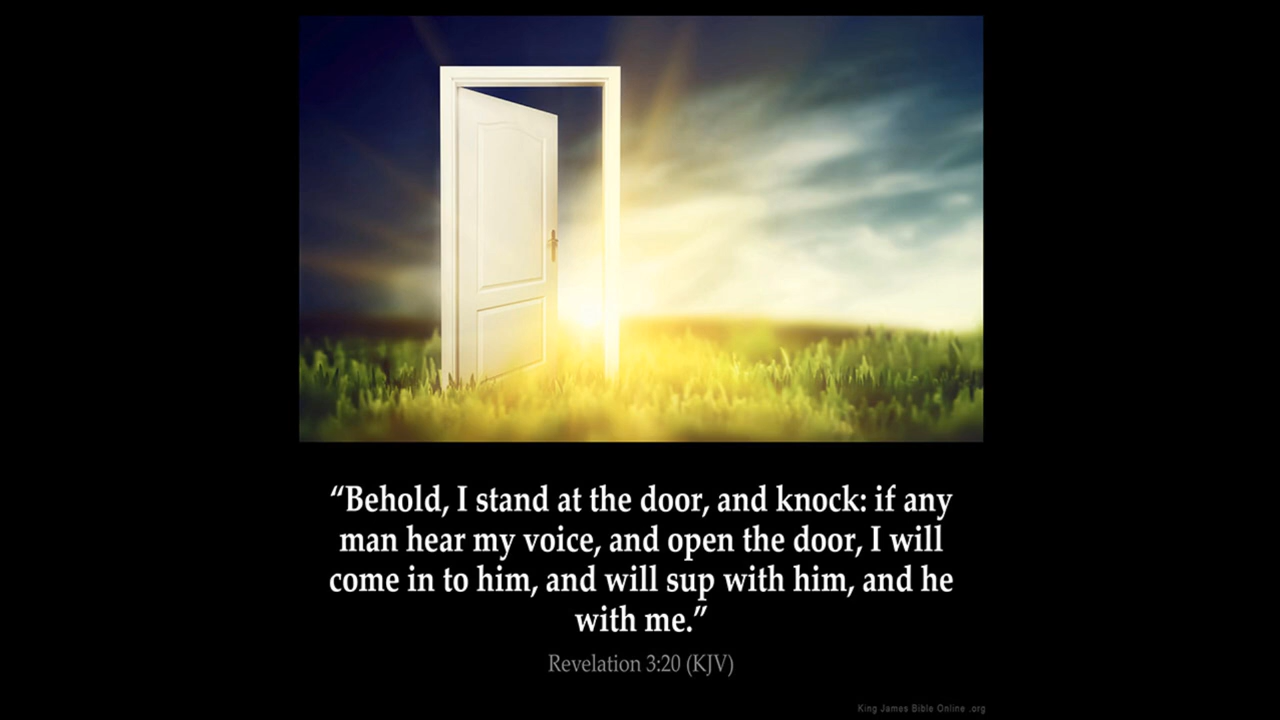 “Behold, I stand at the door, and knock: if any
man hear my voice, and open the door, I will
come in to him, and will sup with him, and he
with me.”
Revelation 3:20 (KJV)
King James Bible Online .org